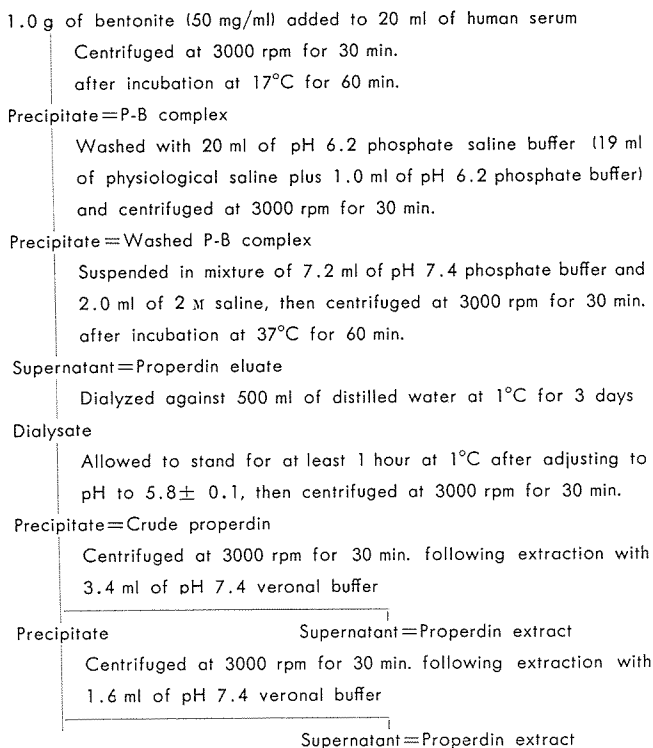 1.0 g of bentonite (50 mg/ml) added to 20 ml of human serum
Centrifuged at 3000 rpm for 30 min.
after incubation at 17°C for 60 min.
Precipitate=P-B complex
Washed with 20 ml of pH 6.2 phosphate saline buffer (19 ml
of physiological saline plus 1.0 ml of pH 6.2 phosphate buffer)
and centrifuged at 3000 rpm for 30 min.
Precipitate=Washed P-B complex
Suspended in mixture of 7.2 ml of pH 7.4 phosphate buffer and
2.0 ml of 2 M saline, then centrifuged at 3000 rpm for 30 min.
after incubation at 37°C for 60 min.
Supernatant=Properdin eluate
Dialyzed against 500 ml of distilled water at 1°C for 3 days
Dialysate
Allowed to stand for at least 1 hour at 1°C after adjusting to
pH to 5.8± 0.1, then centrifuged at 3000 rpm for 30 min.
Precipitate=Crude properdin
Centrifuged at 3000 rpm for 30 min. following extraction with
3.4 ml of pH 7.4 veronal buffer
Precipitate Supernatant=Properdin extract
Centrifuged at 3000 rpm for 30 min. following extraction with
1.6 ml of pH 7.4 veronal buffer
Supernatant=Properdin extract